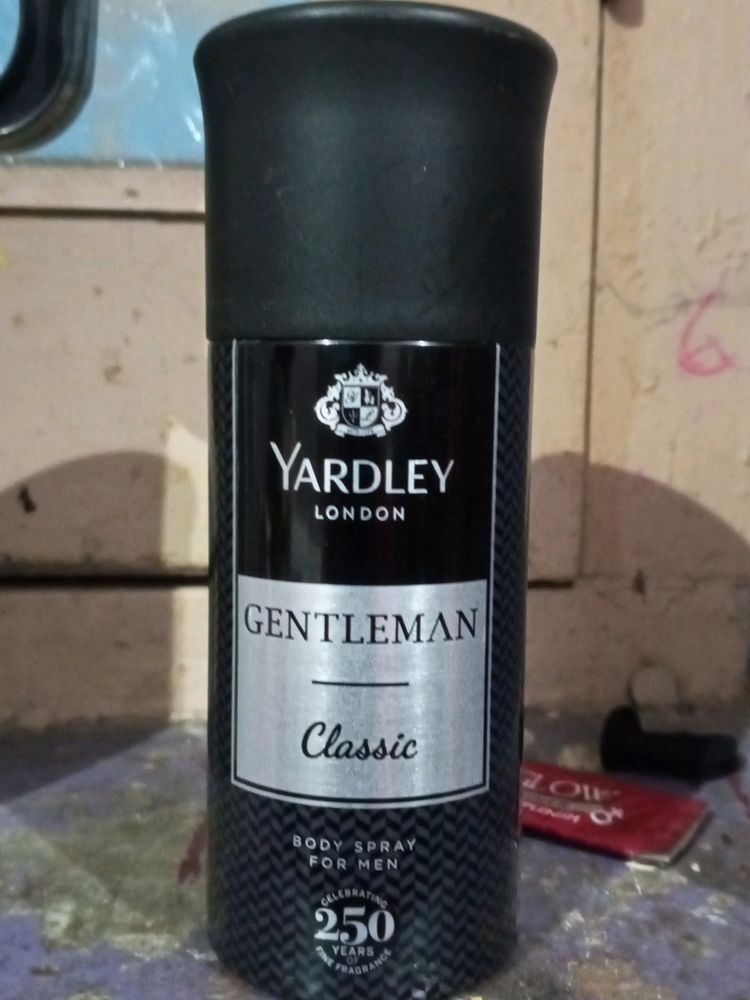 YARDLEY
LONDON
GENTLEMAN
Classic
BODY SPRAY
FOR MEN
CELEBRATING
250
YEARS
OF
FINE FRAGRANCE